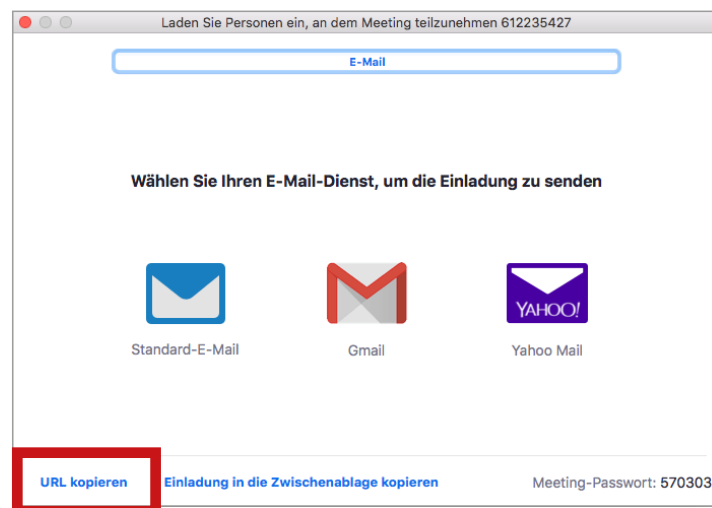 Laden Sie Personen ein, an dem Meeting teilzunehmen 612235427
E-Mail
Wählen Sie Ihren E-Mail-Dienst, um die Einladung zu senden
YAHOO!
Standard-E-Mail Gmail Yahoo Mail
URL kopieren Einladung in die Zwischenablage kopieren Meeting-Passwort: 570303